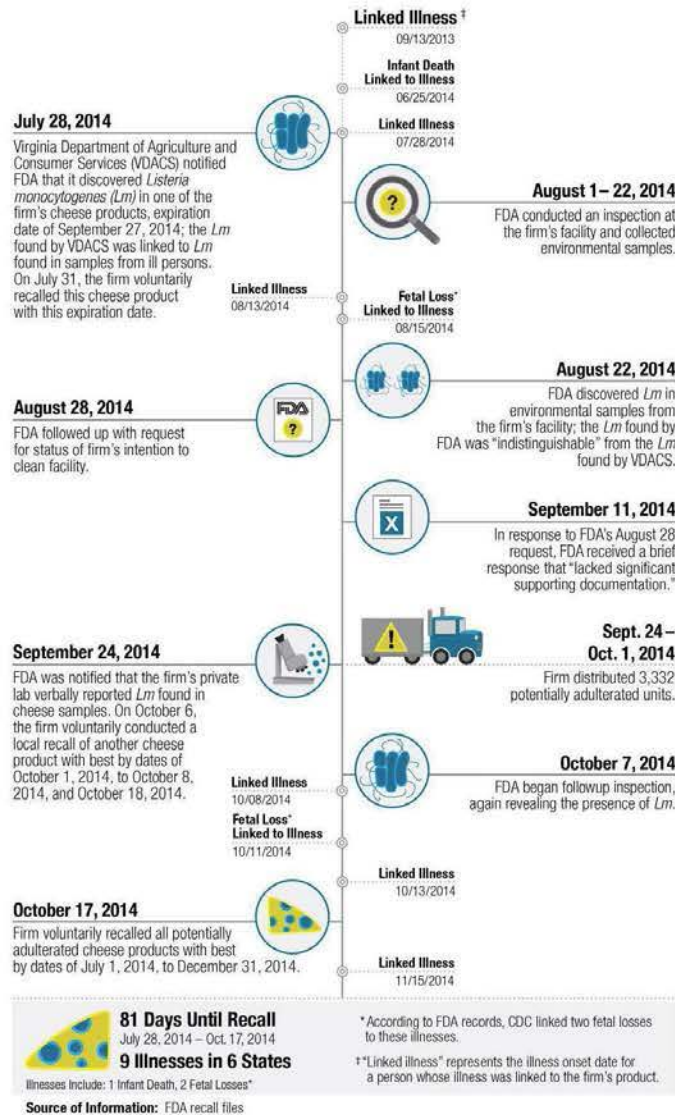 Linked Illness ‡
09/13/2013
Infant Death
Linked to Illness
06/25/2014
July 28, 2014
Virginia Department of Agriculture and
Consumer Services (VDACS) notified
FDA that it discovered Listeria
monocytogenes (Lm) in one of the
firm's cheese products, expiration
date of September 27, 2014; the Lm
found by VDACS was linked to Lm
found in samples from ill persons.
On July 31, the firm voluntarily
recalled this cheese product
with this expiration date.
Linked Illness
07/28/2014
?
August 1– 22, 2014
FDA conducted an inspection at
the firm's facility and collected
environmental samples.
Linked Illness
08/13/2014
Fetal Loss*
Linked to Illness
08/15/2014
August 22, 2014
FDA discovered Lm in
environmental samples from
the firm's facility; the Lm found by
FDA was "indistinguishable" from the Lm
found by VDACS.
August 28, 2014
FDA followed up with request
for status of firm's intention to
clean facility.
FDA
?
September 11, 2014
In response to FDA's August 28
request, FDA received a brief
response that "lacked significant
supporting documentation."
X
September 24, 2014
FDA was notified that the firm's private
lab verbally reported Lm found in
cheese samples. On October 6,
the firm voluntarily conducted a
local recall of another cheese
product with best by dates of
October 1, 2014, to October 8,
2014, and October 18, 2014.
!
Sept. 24 –
Oct. 1, 2014
Firm distributed 3,332
potentially adulterated units.
October 7, 2014
FDA began followup inspection,
again revealing the presence of Lm.
Linked Illness
10/08/2014
Fetal Loss*
Linked to Illness
10/11/2014
Linked Illness
10/13/2014
October 17, 2014
Firm voluntarily recalled all potentially
adulterated cheese products with best
by dates of July 1, 2014, to December 31, 2014.
Linked Illness
11/15/2014
81 Days Until Recall
July 28, 2014 – Oct. 17, 2014
9 Illnesses in 6 States
Illnesses Include: 1 Infant Death, 2 Fetal Losses*
* According to FDA records, CDC linked two fetal losses
to these illnesses.
‡ "Linked illness" represents the illness onset date for
a person whose illness was linked to the firm's product.
Source of Information: FDA recall files